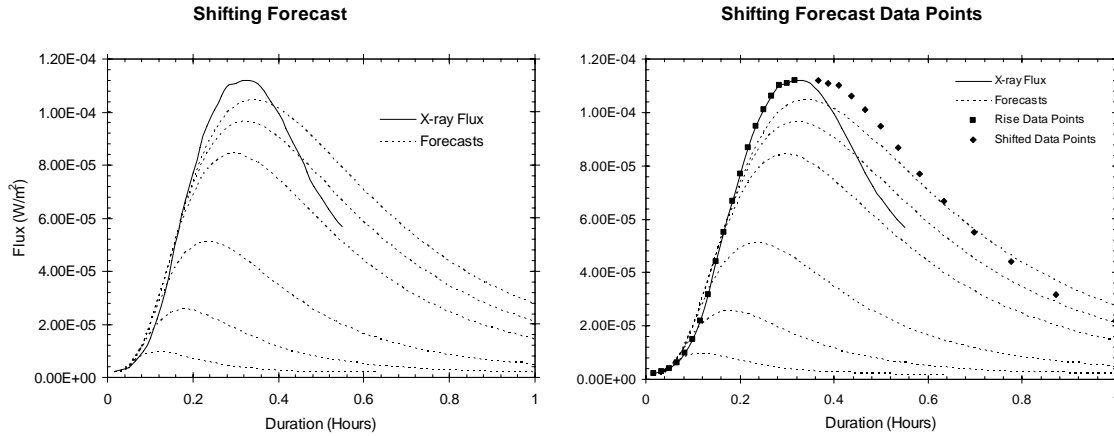 Shifting Forecast
1.20E-04
1.00E-04
8.00E-05
6.00E-05
4.00E-05
2.00E-05
0.00E+00
Flux (W/m²)
X-ray Flux
Forecasts
0 0.2 0.4 0.6 0.8 1
Duration (Hours)
Shifting Forecast Data Points
1.20E-04
1.00E-04
8.00E-05
6.00E-05
4.00E-05
2.00E-05
0.00E+00
X-ray Flux
Forecasts
Rise Data Points
Shifted Data Points
0 0.2 0.4 0.6 0.8 1
Duration (Hours)